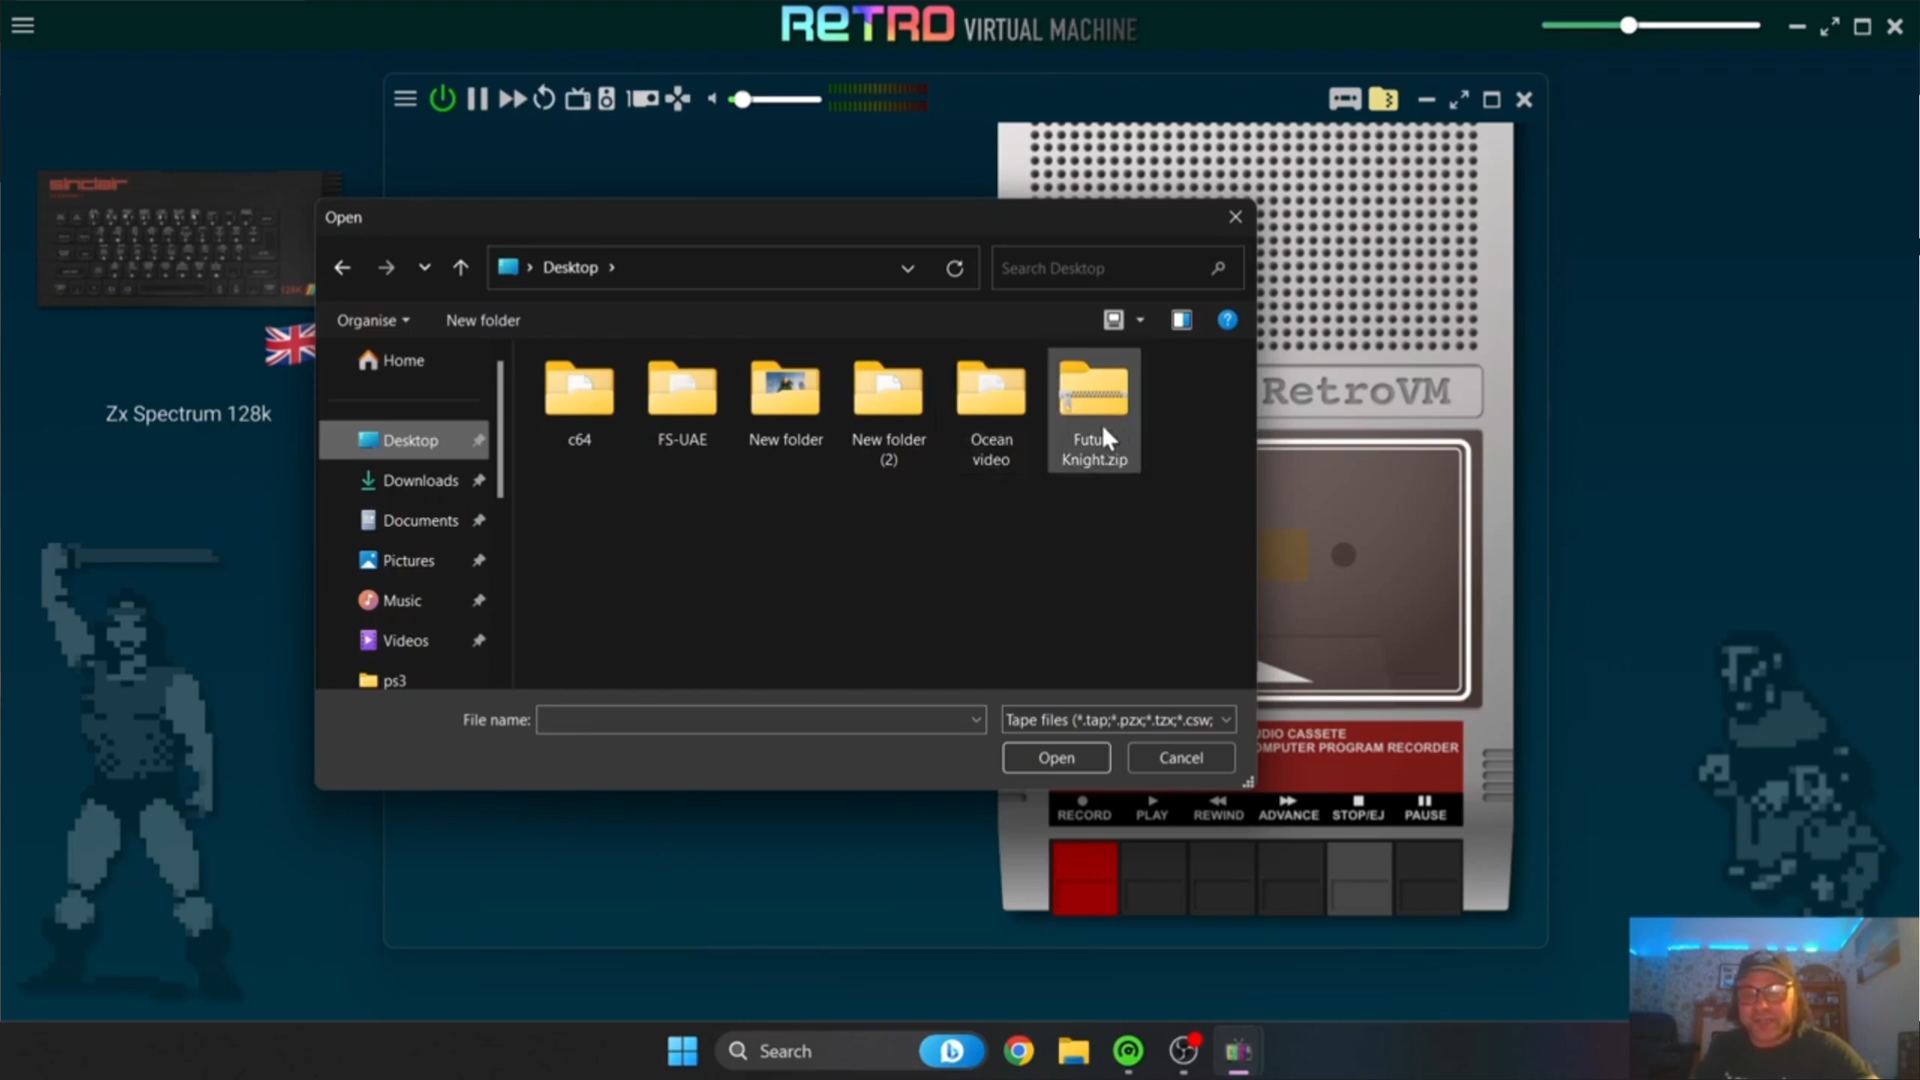 RETRO VIRTUAL MACHINE
sinclair
128K
Zx Spectrum 128k
Open
Desktop
Search Desktop
Organise
New folder
Home
Desktop
Downloads
Documents
Pictures
Music
Videos
ps3
c64
FS-UAE
New folder
New folder
(2)
Ocean
video
Knight.zip
File name:
Tape files (*.tap;*.pzx;*.tzx;*.csw;
Open
Cancel
RetroVM
DIO CASSETE
OMPUTER PROGRAM RECORDER
RECORD
PLAY
REWIND
ADVANCE
STOP/EJ
PAUSE
Search